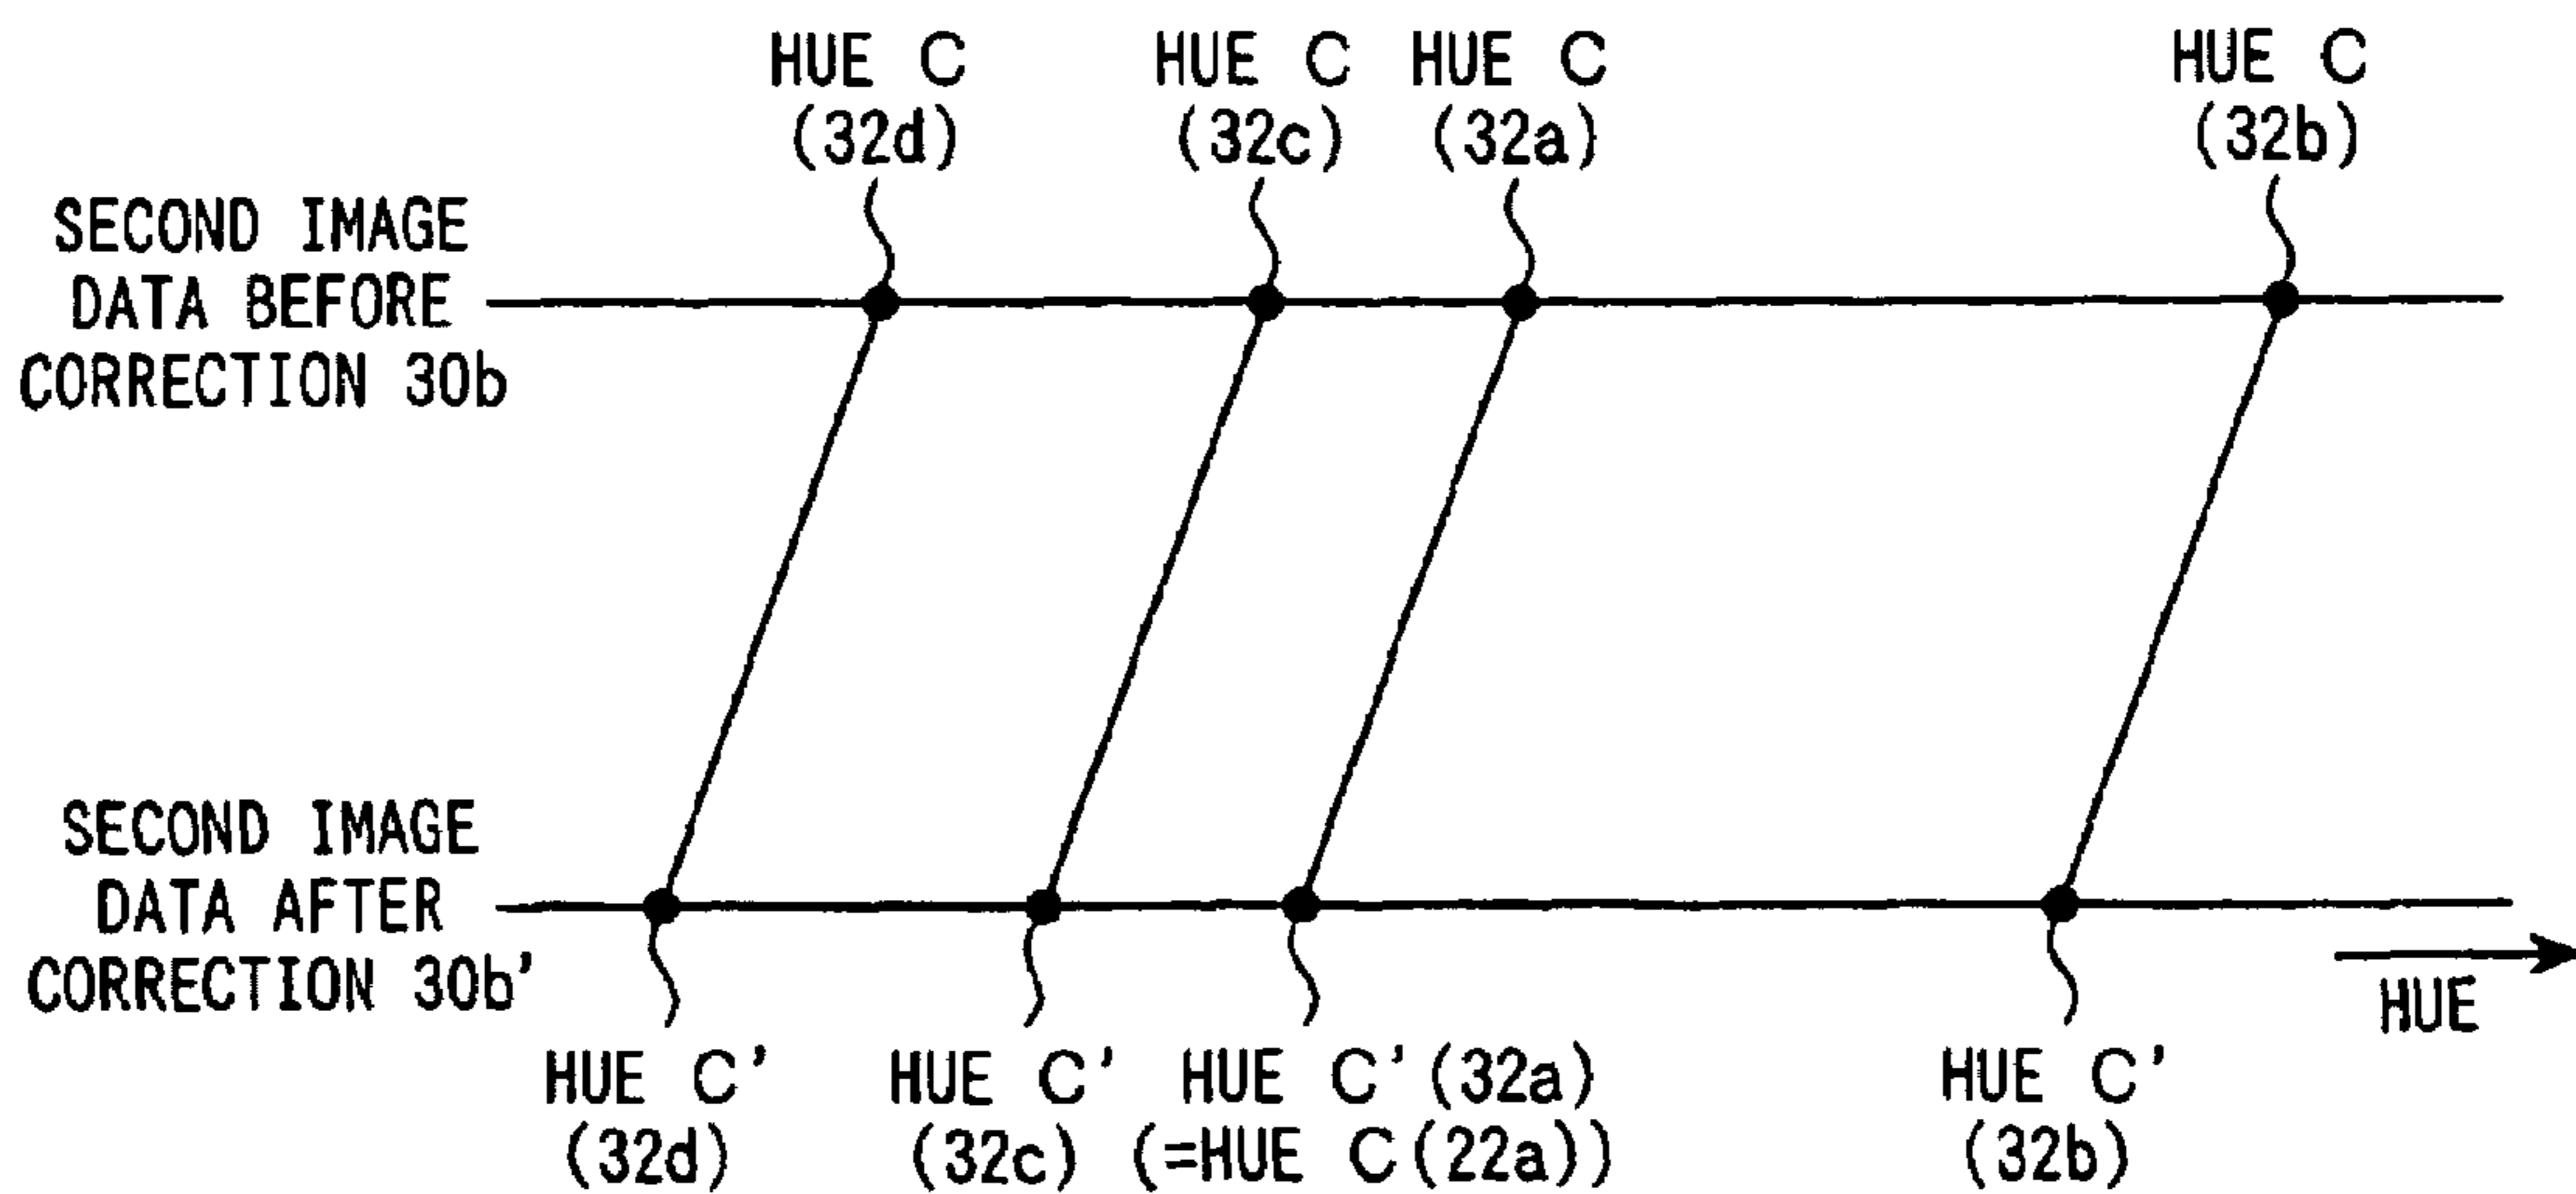 HUE C
(32d)
HUE C
(32c)
HUE C
(32a)
HUE C
(32b)
SECOND IMAGE
DATA BEFORE
CORRECTION 30b
SECOND IMAGE
DATA AFTER
CORRECTION 30b'
HUE
HUE C'
(32d)
HUE C'
(32c)
HUE C'(32a)
(=HUE C(22a))
HUE C'
(32b)